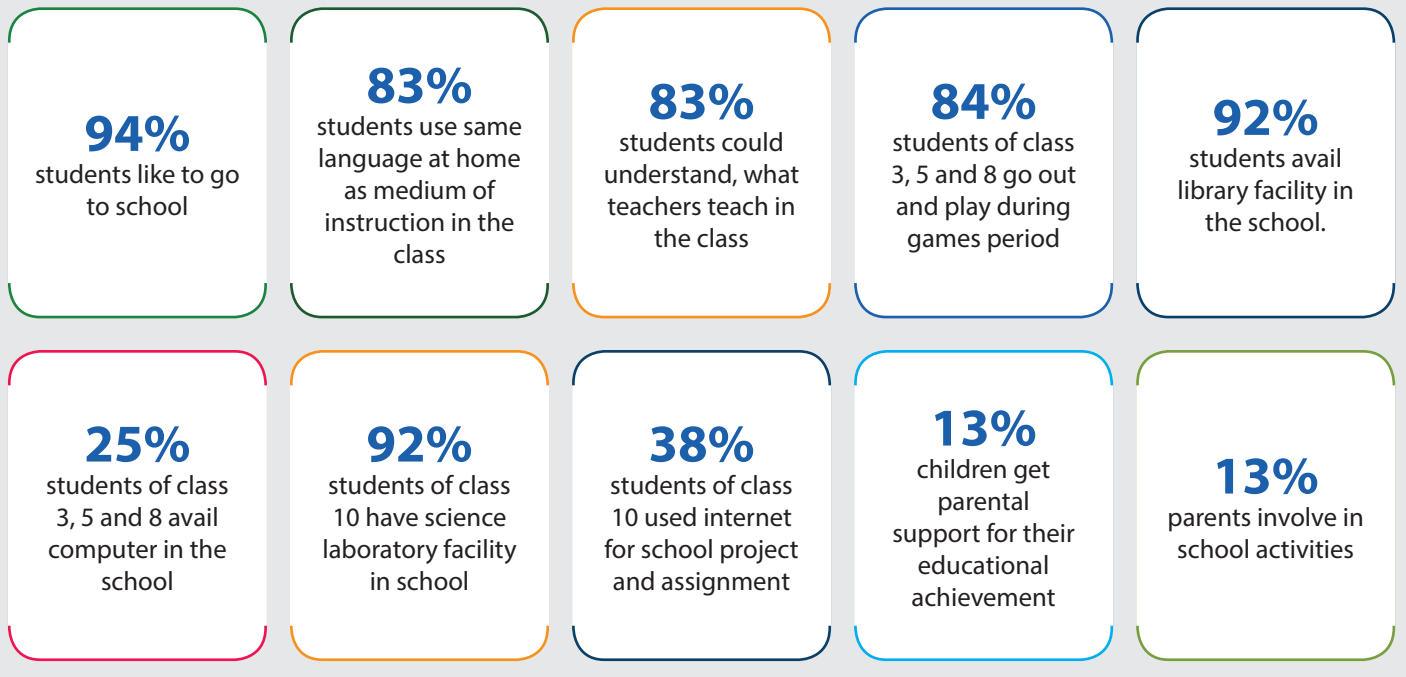 94%
students like to go
to school
83%
students use same
language at home
as medium of
instruction in the
class
83%
students could
understand, what
teachers teach in
the class
84%
students of class
3, 5 and 8 go out
and play during
games period
92%
students avail
library facility in
the school.
25%
students of class
3, 5 and 8 avail
computer in the
school
92%
students of class
10 have science
laboratory facility
in school
38%
students of class
10 used internet
for school project
and assignment
13%
children get
parental
support for their
educational
achievement
13%
parents involve in
school activities